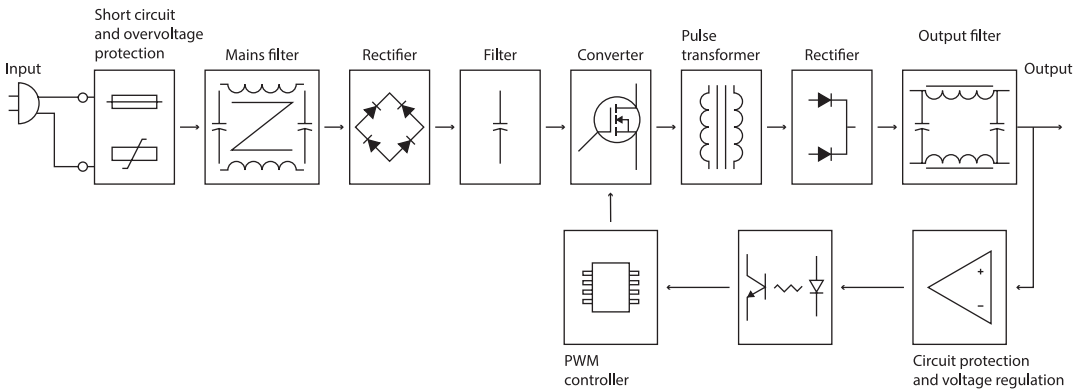 Short circuit
and overvoltage
protection
Input
Mains filter
Rectifier
Filter
Converter
Pulse
transformer
Rectifier
Output filter
Output
+
−
PWM
controller
Circuit protection
and voltage regulation